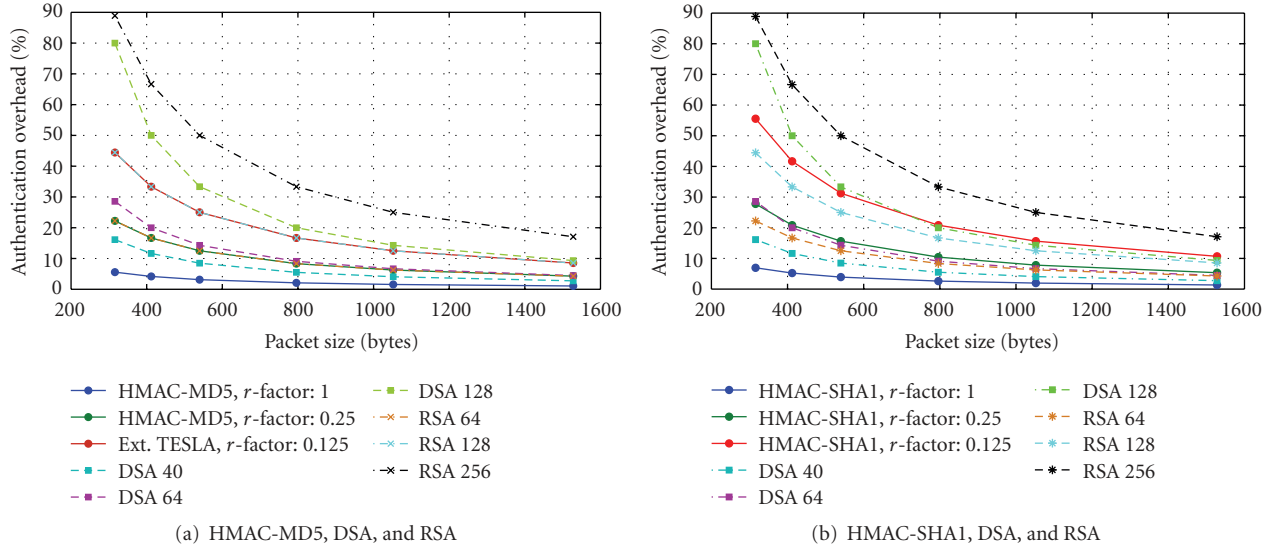 90
80
70
60
50
40
30
20
10
0
Authentication overhead (%)
200 400 600 800 1000 1200 1400 1600
Packet size (bytes)
HMAC-MD5, r-factor: 1
HMAC-MD5, r-factor: 0.25
Ext. TESLA, r-factor: 0.125
DSA 40
DSA 64
DSA 128
RSA 64
RSA 128
RSA 256
(a) HMAC-MD5, DSA, and RSA
90
80
70
60
50
40
30
20
10
0
Authentication overhead (%)
200 400 600 800 1000 1200 1400 1600
Packet size (bytes)
HMAC-SHA1, r-factor: 1
HMAC-SHA1, r-factor: 0.25
HMAC-SHA1, r-factor: 0.125
DSA 40
DSA 64
DSA 128
RSA 64
RSA 128
RSA 256
(b) HMAC-SHA1, DSA, and RSA